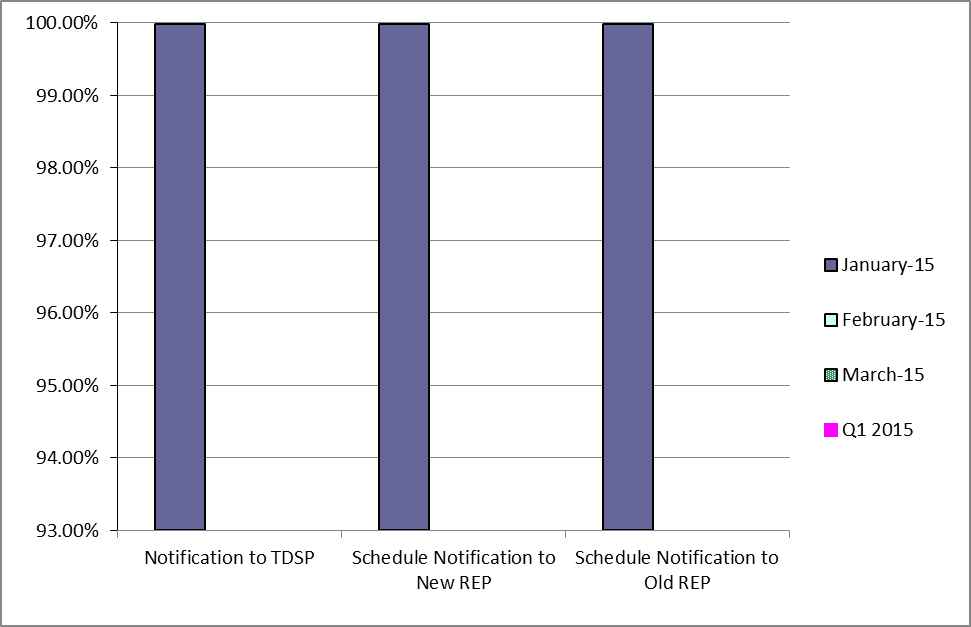 100.00%
99.00%
98.00%
97.00%
96.00%
95.00%
94.00%
93.00%
Notification to TDSP
Schedule Notification to
New REP
Schedule Notification to
Old REP
January-15
February-15
March-15
Q1 2015